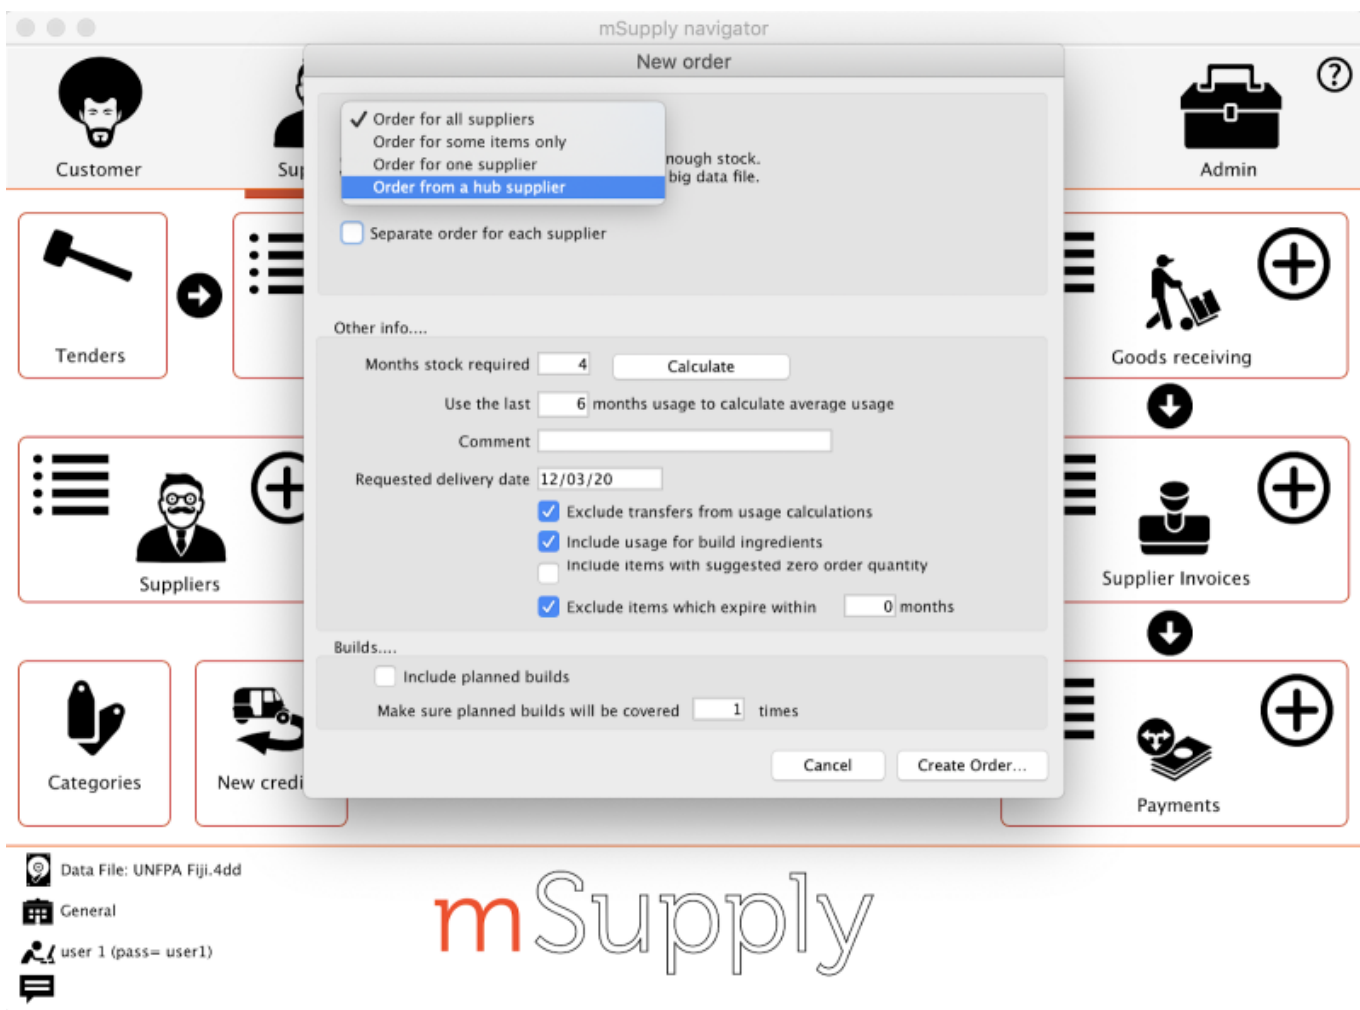 mSupply navigator
New order
Customer
Sup
Admin
Order for all suppliers
Order for some items only
Order for one supplier
Order from a hub supplier
nough stock.
big data file.
Separate order for each supplier
Tenders
Goods receiving
Other info....
Months stock required 4 Calculate
Use the last 6 months usage to calculate average usage
Comment
Requested delivery date 12/03/20
Exclude transfers from usage calculations
Include usage for build ingredients
Include items with suggested zero order quantity
Exclude items which expire within 0 months
Suppliers
Supplier Invoices
Builds....
Include planned builds
Make sure planned builds will be covered 1 times
Cancel Create Order...
Categories
New credi
Payments
Data File: UNFPA Fiji.4dd
General
user 1 (pass= user1)
mSupply